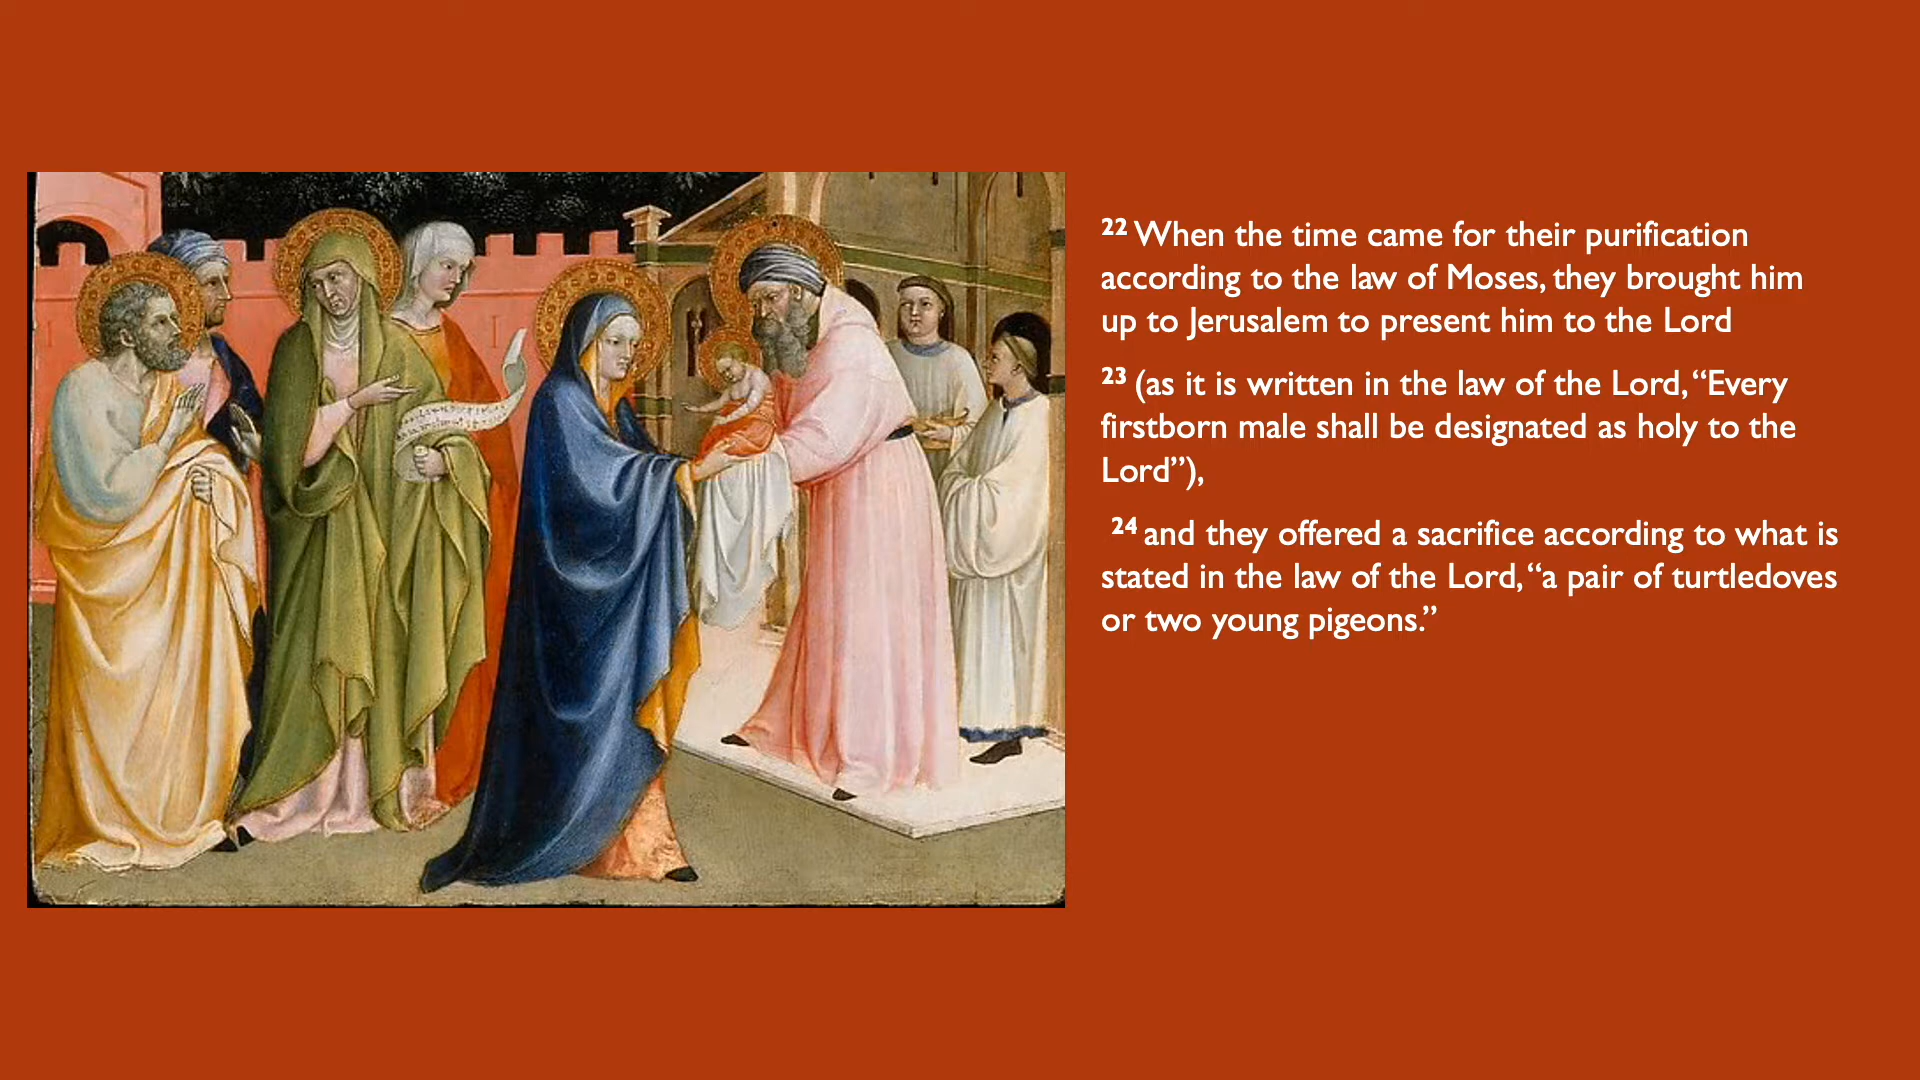 22 When the time came for their purification
according to the law of Moses, they brought him
up to Jerusalem to present him to the Lord
23 (as it is written in the law of the Lord, “Every
firstborn male shall be designated as holy to the
Lord”),
24 and they offered a sacrifice according to what is
stated in the law of the Lord, “a pair of turtledoves
or two young pigeons.”